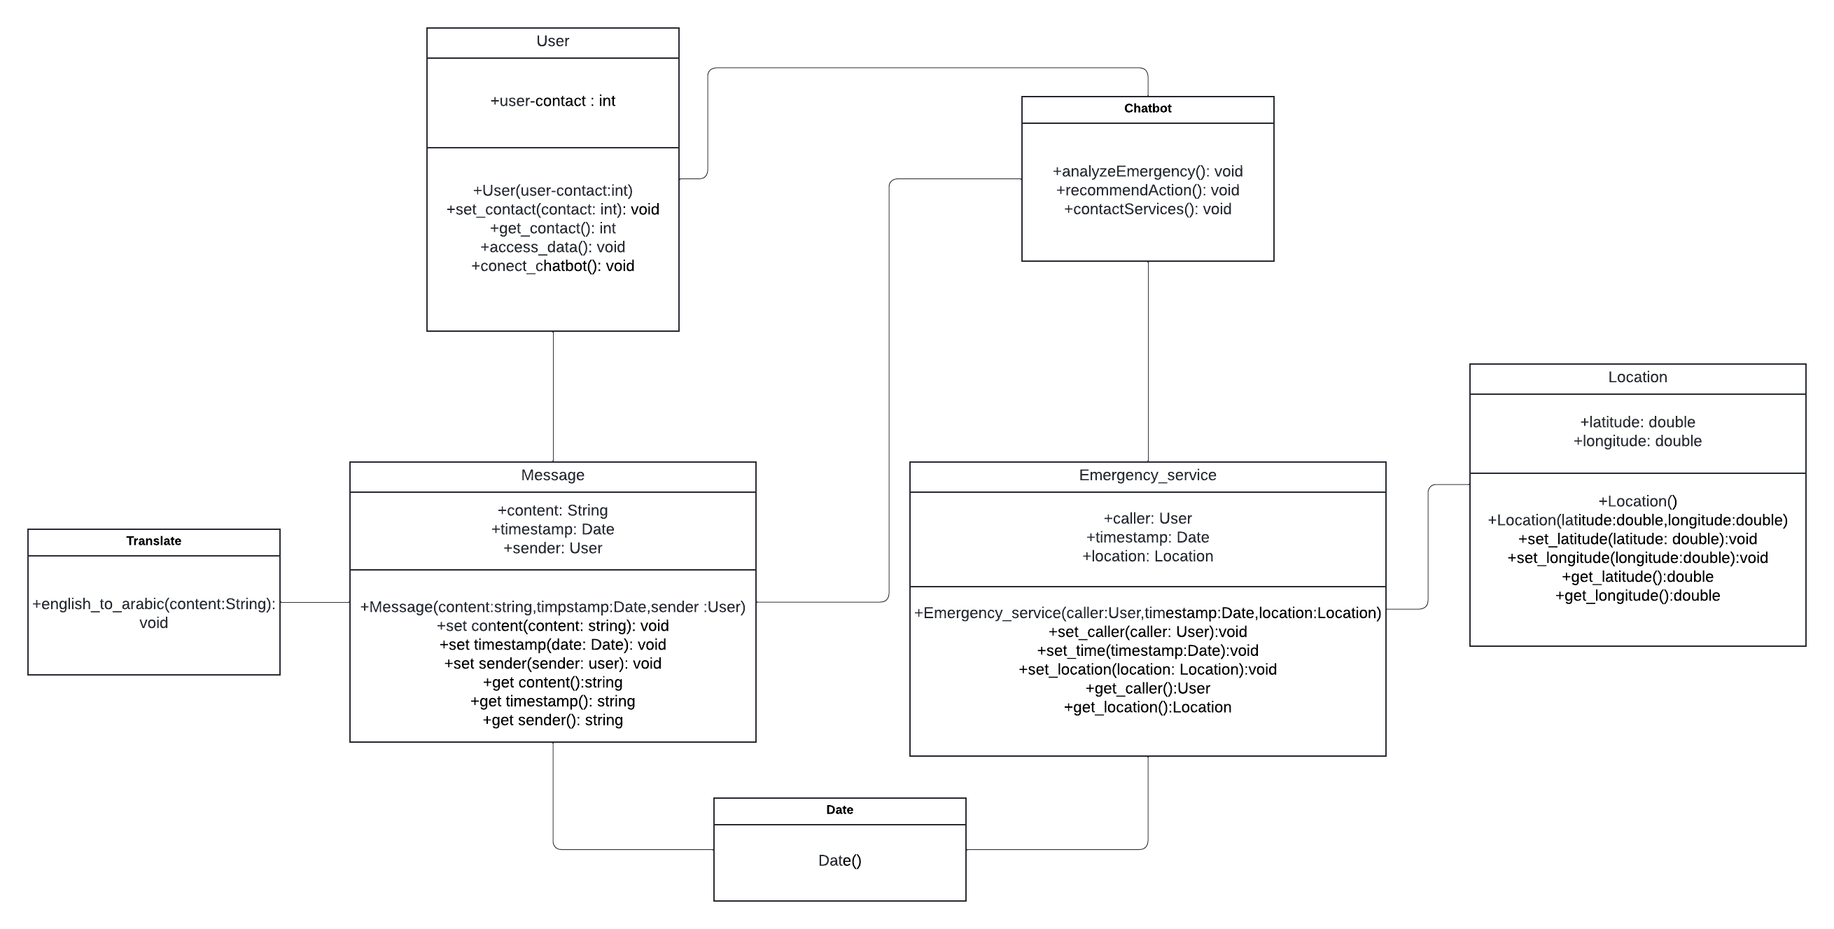 User
+user-contact : int
+User(user-contact:int)
+set_contact(contact: int): void
+get_contact(): int
+access_data(): void
+conect_chatbot(): void
Chatbot
+analyzeEmergency(): void
+recommendAction(): void
+contactServices(): void
Location
+latitude: double
+longitude: double
+Location()
+Location(latitude:double,longitude:double)
+set_latitude(latitude: double):void
+set_longitude(longitude:double):void
+get_latitude():double
+get_longitude():double
Message
+content: String
+timestamp: Date
+sender: User
+Message(content:string,timpstamp:Date,sender :User)
+set content(content: string): void
+set timestamp(date: Date): void
+set sender(sender: user): void
+get content():string
+get timestamp(): string
+get sender(): string
Emergency_service
+caller: User
+timestamp: Date
+location: Location
+Emergency_service(caller:User,timestamp:Date,location:Location)
+set_caller(caller: User):void
+set_time(timestamp:Date):void
+set_location(location: Location):void
+get_caller():User
+get_location():Location
Translate
+english_to_arabic(content:String):
void
Date
Date()